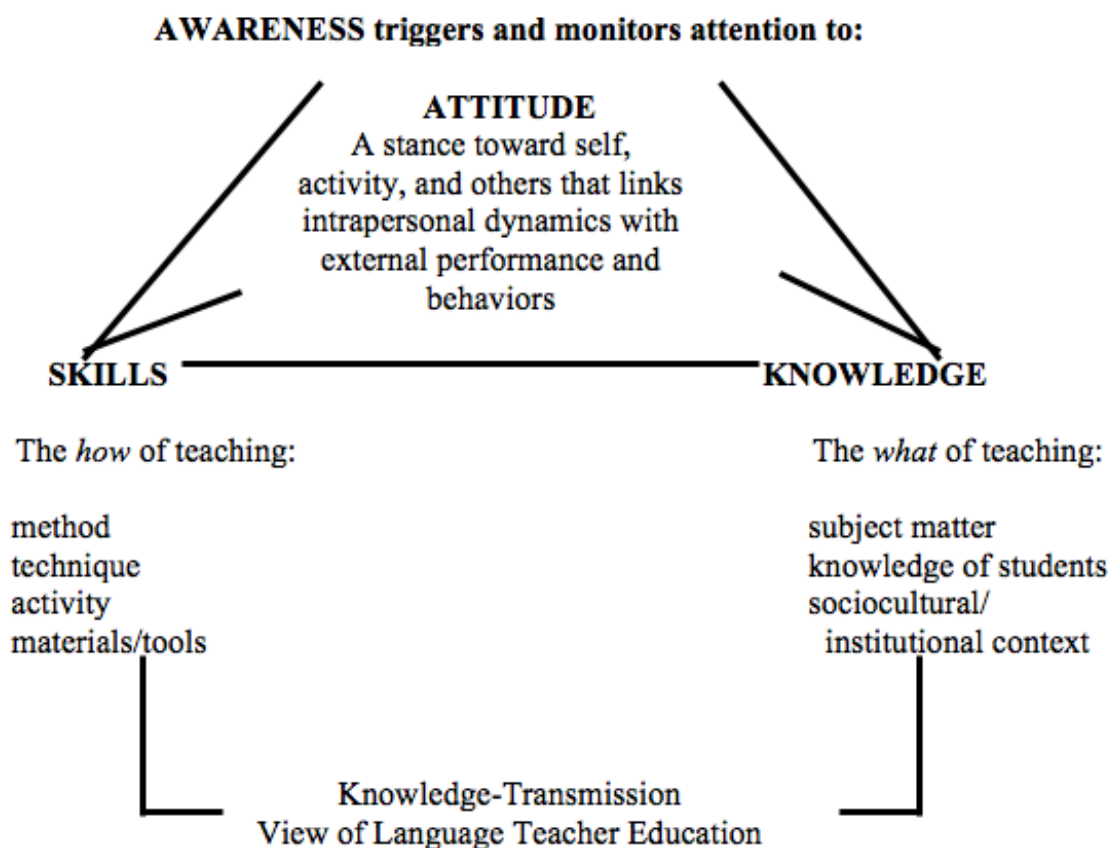 AWARENESS triggers and monitors attention to:
ATTITUDE
A stance toward self,
activity, and others that links
intrapersonal dynamics with
external performance and
behaviors
SKILLS
KNOWLEDGE
The how of teaching:
method
technique
activity
materials/tools
The what of teaching:
subject matter
knowledge of students
sociocultural/
institutional context
Knowledge-Transmission
View of Language Teacher Education